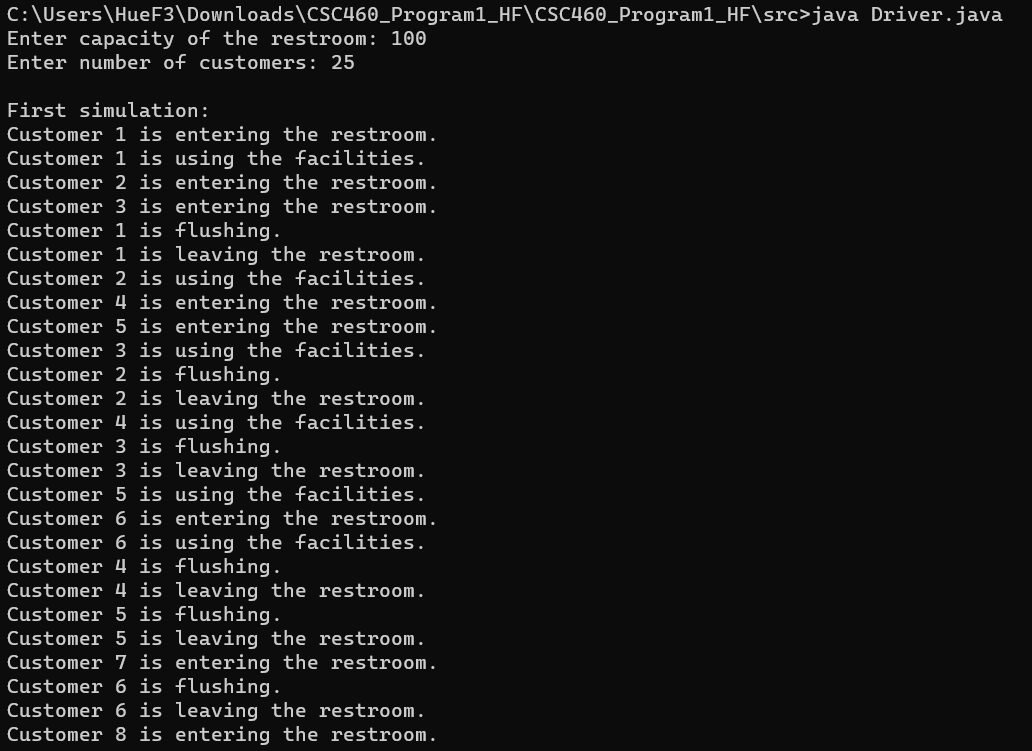 C:\Users\HueF3\Downloads\CSC460_Program1_HF\CSC460_Program1_HF\src>java Driver.java
Enter capacity of the restroom: 100
Enter number of customers: 25
First simulation:
Customer 1 is entering the restroom.
Customer 1 is using the facilities.
Customer 2 is entering the restroom.
Customer 3 is entering the restroom.
Customer 1 is flushing.
Customer 1 is leaving the restroom.
Customer 2 is using the facilities.
Customer 4 is entering the restroom.
Customer 5 is entering the restroom.
Customer 3 is using the facilities.
Customer 2 is flushing.
Customer 2 is leaving the restroom.
Customer 4 is using the facilities.
Customer 3 is flushing.
Customer 3 is leaving the restroom.
Customer 5 is using the facilities.
Customer 6 is entering the restroom.
Customer 6 is using the facilities.
Customer 4 is flushing.
Customer 4 is leaving the restroom.
Customer 5 is flushing.
Customer 5 is leaving the restroom.
Customer 7 is entering the restroom.
Customer 6 is flushing.
Customer 6 is leaving the restroom.
Customer 8 is entering the restroom.